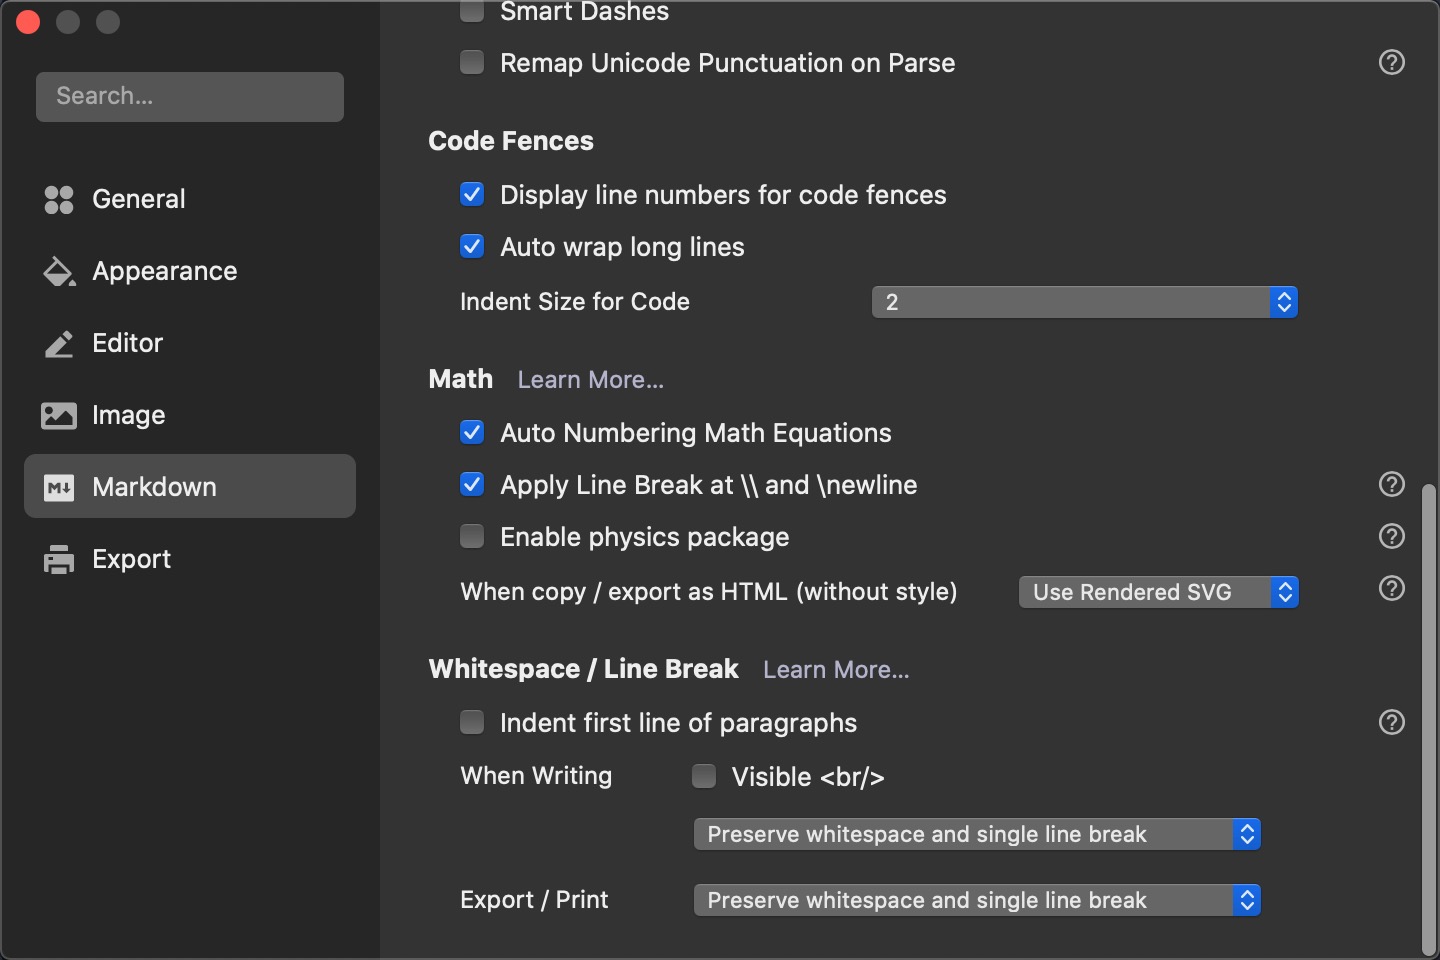 Smart Dashes
Search...
Remap Unicode Punctuation on Parse
Code Fences
General
Display line numbers for code fences
Auto wrap long lines
Appearance
Indent Size for Code 2
Editor
Math Learn More...
Image
Auto Numbering Math Equations
Markdown
Apply Line Break at \\ and \newline
Enable physics package
Export
When copy / export as HTML (without style) Use Rendered SVG
Whitespace / Line Break Learn More...
Indent first line of paragraphs
When Writing Visible <br/>
Preserve whitespace and single line break
Export / Print Preserve whitespace and single line break